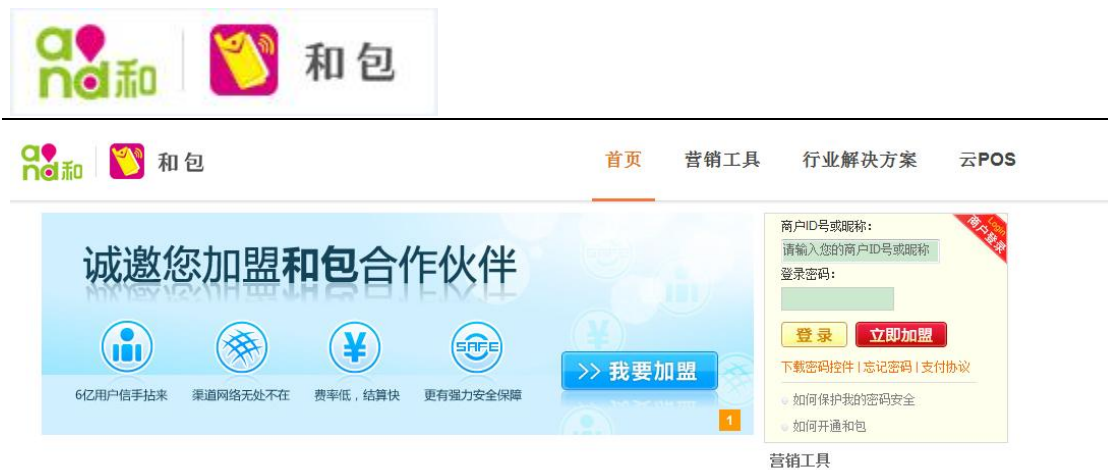 and和 和包
and和 和包 首页 营销工具 行业解决方案 云POS
诚邀您加盟和包合作伙伴
6亿用户信手拈来 渠道网络无处不在 费率低，结算快 更有强力安全保障
SAFE
>> 我要加盟
1
商户ID号或昵称：
Login
商户登录
请输入您的商户ID号或昵称
登录密码：
登 录 立即加盟
下载密码控件 | 忘记密码 | 支付协议
如何保护我的密码安全
如何开通和包
营销工具